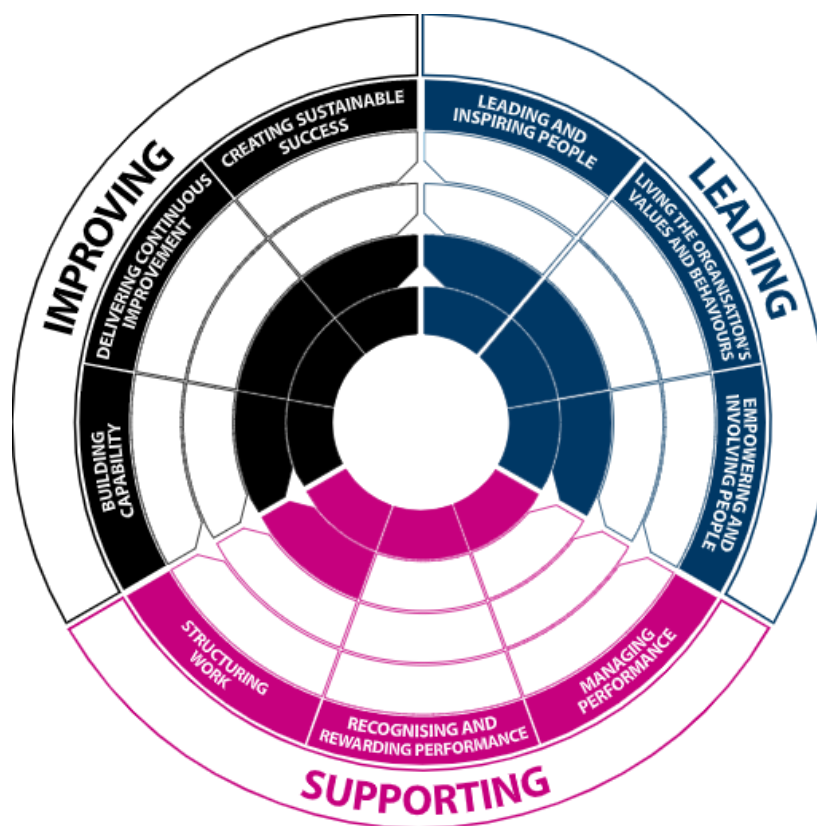 IMPROVING
CREATING SUSTAINABLE
SUCCESS
DELIVERING CONTINUOUS
IMPROVEMENT
BUILDING
CAPABILITY
LEADING
LEADING AND
INSPIRING PEOPLE
LIVING THE ORGANISATION'S
VALUES AND BEHAVIOURS
EMPOWERING AND
INVOLVING PEOPLE
SUPPORTING
STRUCTURING
WORK
RECOGNISING AND
REWARDING PERFORMANCE
MANAGING
PERFORMANCE